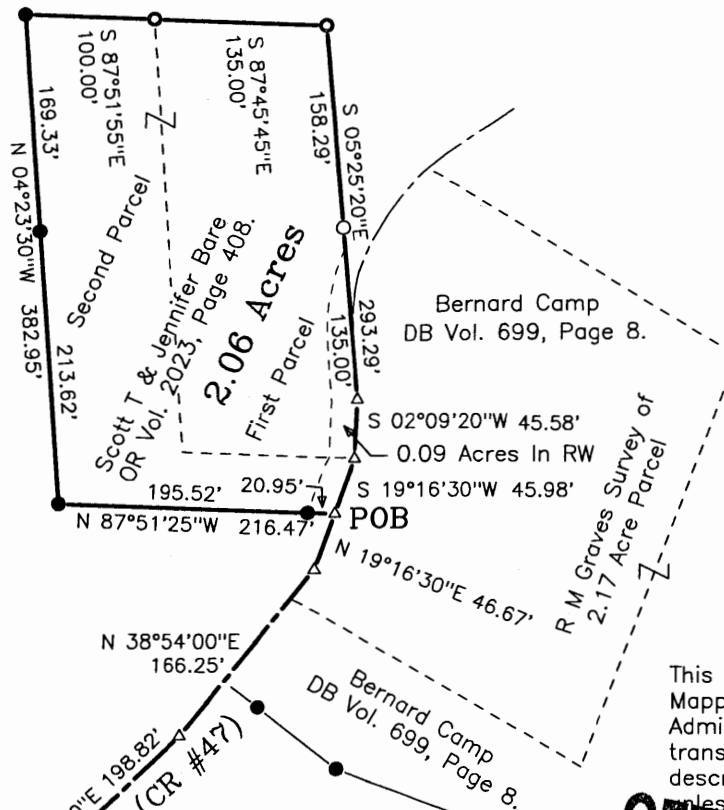 S 87°51'55"E
100.00'
S 87°45'45"E
135.00'
169.33'
N 04°23'30"W 382.95'
213.62'
Second Parcel
158.29'
S 05°25'20"E
293.29'
135.00'
Scott T & Jennifer Bare
OR Vol. 2023, Page 408.
2.06 Acres
First Parcel
Bernard Camp
DB Vol. 699, Page 8.
S 02°09'20"W 45.58'
0.09 Acres In RW
S 19°16'30"W 45.98'
195.52' 20.95'
N 87°51'25"W 216.47'
POB
N 19°16'30"E 46.67'
R M Graves Survey of
2.17 Acre Parcel
N 38°54'00"E
166.25'
Bernard Camp
DB Vol. 699, Page 8.
0"E 198.82'
(CR #47)
This
Mapp
Admi
trans
descr